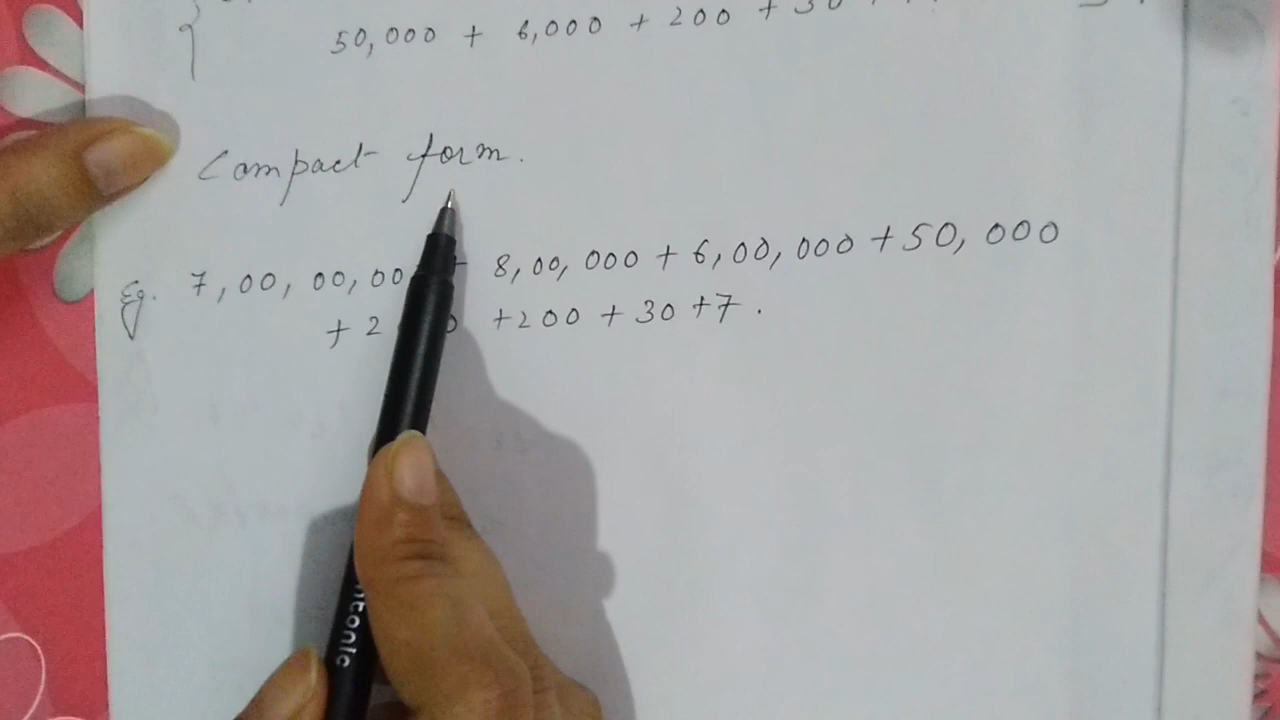 50,000 + 6,000 + 200 + 30
Compact form.
Eg. 7,00,00,00 8,00,000 + 6,00,000 + 50,000
+ 2 +200 + 30 +7.